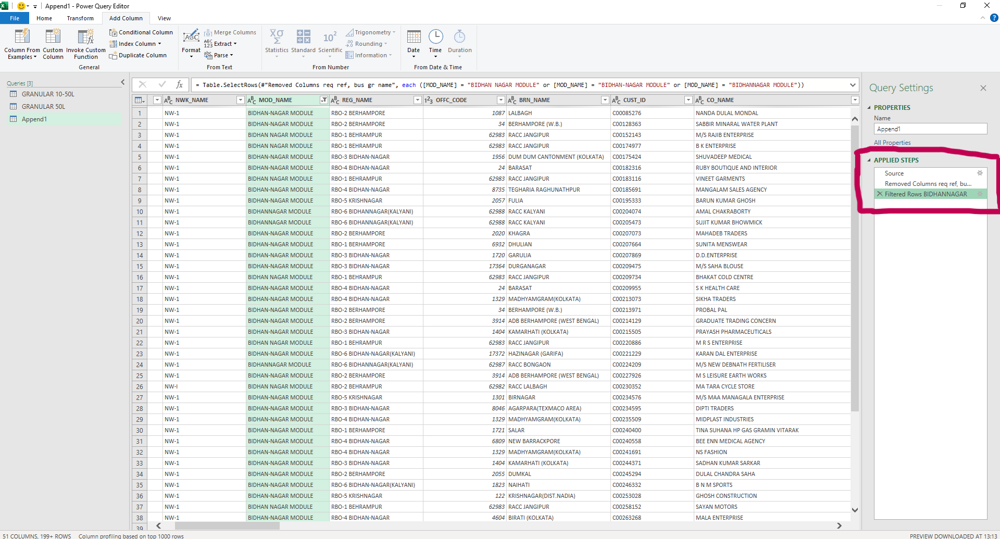 Append1 - Power Query Editor
File Home Transform Add Column View
Column From Examples
Custom Column
Invoke Custom Function
Conditional Column
Index Column
Duplicate Column
General
Format
Merge Columns
Extract
Parse
From Text
Statistics
Standard
Scientific
Trigonometry
Rounding
Information
From Number
Date
Time
Duration
From Date & Time
Queries [3]
GRANULAR 10-50L
GRANULAR 50L
Append1
= Table.SelectRows(#"Removed Columns req ref, bus gr name", each ([MOD_NAME] = "BIDHAN NAGAR MODULE" or [MOD_NAME] = "BIDHAN-NAGAR MODULE" or [MOD_NAME] = "BIDHANNAGAR MODULE"))
NWK_NAME MOD_NAME REG_NAME OFFC_CODE BRN_NAME CUST_ID CO_NAME
1 NW-1 BIDHAN-NAGAR MODULE RBO-2 BERHAMPORE 1087 LALBAGH C00085276 NANDA DULAL MONDAL
2 NW-1 BIDHAN-NAGAR MODULE RBO-2 BERHAMPORE 34 BERHAMPORE (W.B.) C00128363 SABBIR MINARAL WATER PLANT
3 NW-1 BIDHAN NAGAR MODULE RBO-1 BEHRAMPUR 62983 RACC JANGIPUR C00152143 M/S RAJIB ENTERPRISE
4 NW-1 BIDHAN NAGAR MODULE RBO-1 BEHRAMPUR 62983 RACC JANGIPUR C00174977 B K ENTERPRISE
5 NW-1 BIDHAN-NAGAR MODULE RBO-3 BIDHAN-NAGAR 1956 DUM DUM CANTONMENT (KOLKATA) C00175424 SHUVADEEP MEDICAL
6 NW-1 BIDHAN-NAGAR MODULE RBO-4 BIDHAN-NAGAR 24 BARASAT C00182316 RUBY BOUTIQUE AND INTERIOR
7 NW-1 BIDHAN NAGAR MODULE RBO-1 BEHRAMPUR 62983 RACC JANGIPUR C00183116 VINEET GARMENTS
8 NW-1 BIDHAN-NAGAR MODULE RBO-4 BIDHAN-NAGAR 8735 TEGHARIA RAGHUNATHPUR C00185691 MANGALAM SALES AGENCY
9 NW-1 BIDHAN-NAGAR MODULE RBO-5 KRISHNAGAR 2057 FULIA C00195333 BARUN KUMAR GHOSH
10 NW-1 BIDHANNAGAR MODULE RBO-6 BIDHANNAGAR(KALYANI) 62988 RACC KALYANI C00204074 AMAL CHAKRABORTY
11 NW-1 BIDHANNAGAR MODULE RBO-6 BIDHANNAGAR(KALYANI) 62988 RACC KALYANI C00205473 SUJIT KUMAR BHOWMICK
12 NW-1 BIDHAN-NAGAR MODULE RBO-2 BERHAMPORE 2020 KHAGRA C00207073 MAHADEB TRADERS
13 NW-1 BIDHAN-NAGAR MODULE RBO-1 BERHAMPORE 6932 DHULIAN C00207664 SUNITA MENSWEAR
14 NW-1 BIDHAN-NAGAR MODULE RBO-3 BIDHAN-NAGAR 1720 GARULIA C00207869 D.D.ENTERPRISE
15 NW-1 BIDHAN-NAGAR MODULE RBO-3 BIDHAN-NAGAR 17364 DURGANAGAR C00209475 M/S SAHA BLOUSE
16 NW-1 BIDHAN NAGAR MODULE RBO-1 BEHRAMPUR 62983 RACC JANGIPUR C00209734 BHAKAT COLD CENTRE
17 NW-1 BIDHAN-NAGAR MODULE RBO-4 BIDHAN-NAGAR 24 BARASAT C00209955 S K HEALTH CARE
18 NW-1 BIDHAN-NAGAR MODULE RBO-4 BIDHAN-NAGAR 1329 MADHYAMGRAM(KOLKATA) C00213073 SIKHA TRADERS
19 NW-1 BIDHAN-NAGAR MODULE RBO-2 BERHAMPORE 34 BERHAMPORE (W.B.) C00213971 PROBAL PAL
20 NW-1 BIDHAN-NAGAR MODULE RBO-2 BERHAMPORE 3914 ADB BERHAMPORE (WEST BENGAL) C00214129 GRADUATE TRADING CONCERN
21 NW-1 BIDHAN-NAGAR MODULE RBO-3 BIDHAN-NAGAR 1404 KAMARHATI (KOLKATA) C00215505 PRAYASH PHARMACEUTICALS
22 NW-1 BIDHAN NAGAR MODULE RBO-1 BEHRAMPUR 62983 RACC JANGIPUR C00220886 M R S ENTERPRISE
23 NW-1 BIDHAN-NAGAR MODULE RBO-6 BIDHAN-NAGAR(KALYANI) 17372 HAZINAGAR (GARIFA) C00221229 KARAN DAL ENTERPRISE
24 NW-1 BIDHANNAGAR MODULE RBO-6 BIDHANNAGAR(KALYANI) 62987 RACC BONGAON C00224209 M/S NEW DEBNATH FERTILISER
25 NW-1 BIDHAN-NAGAR MODULE RBO-2 BERHAMPORE 3914 ADB BERHAMPORE (WEST BENGAL) C00227926 M S LEISURE EARTH WORKS
26 NW-I BIDHAN NAGAR MODULE RBO-2 BEHRAMPUR 62982 RACC LALBAGH C00230352 MA TARA CYCLE STORE
27 NW-1 BIDHAN-NAGAR MODULE RBO-5 KRISHNAGAR 1301 BIRNAGAR C00234576 M/S MAA MANAGALA ENTERPRISE
28 NW-1 BIDHAN-NAGAR MODULE RBO-3 BIDHAN-NAGAR 8046 AGARPARA(TEXMACO AREA) C00234595 DIPTI TRADERS
29 NW-1 BIDHAN-NAGAR MODULE RBO-4 BIDHAN-NAGAR 1329 MADHYAMGRAM(KOLKATA) C00235509 MIDPLAST INDUSTRIES
30 NW-1 BIDHAN-NAGAR MODULE RBO-1 BERHAMPORE 1721 SALAR C00240400 TINA SUHANA HP GAS GRAMIN VITARAK
31 NW-1 BIDHAN-NAGAR MODULE RBO-4 BIDHAN-NAGAR 6809 NEW BARRACKPORE C00240558 BEE ENN MEDICAL AGENCY
32 NW-1 BIDHAN-NAGAR MODULE RBO-4 BIDHAN-NAGAR 1329 MADHYAMGRAM(KOLKATA) C00241691 NS FASHION
33 NW-1 BIDHAN-NAGAR MODULE RBO-3 BIDHAN-NAGAR 1404 KAMARHATI (KOLKATA) C00244371 SADHAN KUMAR SARKAR
34 NW-1 BIDHAN-NAGAR MODULE RBO-2 BERHAMPORE 2055 DUMKAL C00245294 DULAL CHANDRA SAHA
35 NW-1 BIDHAN-NAGAR MODULE RBO-6 BIDHAN-NAGAR(KALYANI) 1823 NAIHATI C00246332 B N M SPORTS
36 NW-1 BIDHAN-NAGAR MODULE RBO-5 KRISHNAGAR 122 KRISHNAGAR(DIST.NADIA) C00253028 GHOSH CONSTRUCTION
37 NW-1 BIDHAN NAGAR MODULE RBO-1 BEHRAMPUR 62983 RACC JANGIPUR C00258152 SAYAN MOTORS
38 NW-1 BIDHAN-NAGAR MODULE RBO-4 BIDHAN-NAGAR 4604 BIRATI (KOLKATA) C00263268 MALA ENTERPRISE
39
Query Settings
PROPERTIES
Name
Append1
All Properties
APPLIED STEPS
Source
Removed Columns req ref, bu...
Filtered Rows BIDHANNAGAR
51 COLUMNS, 199+ ROWS Column profiling based on top 1000 rows
PREVIEW DOWNLOADED AT 13:13